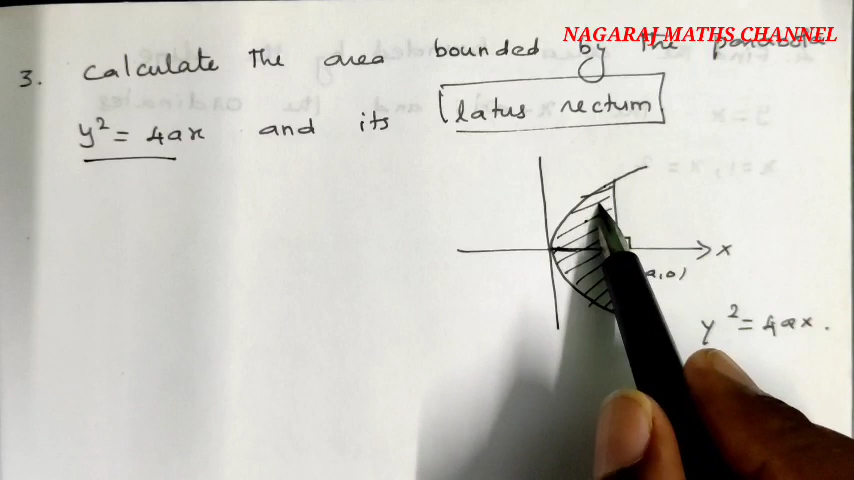 NAGARAJ MATHS CHANNEL
3. Calculate the area bounded by the parabola
y² = 4ax and its latus rectum
x
a,0)
y² = 4ax.